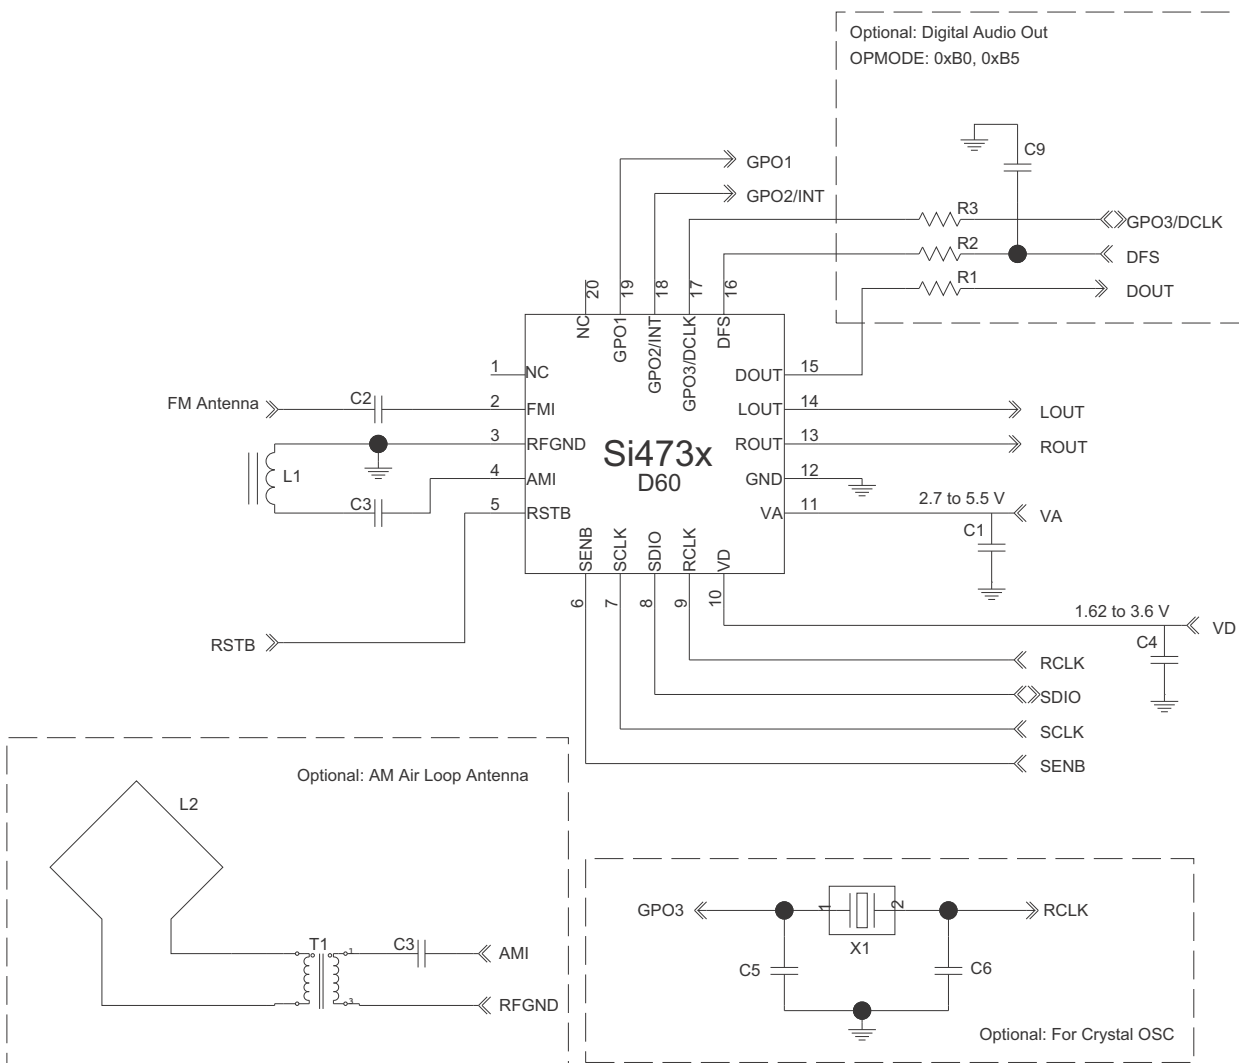 Optional: Digital Audio Out
OPMODE: 0xB0, 0xB5
C9
GPO1
GPO2/INT
R3
GPO3/DCLK
R2
DFS
R1
DOUT
20
19
18
17
16
NC
GPO1
GPO2/INT
GPO3/DCLK
DFS
1
NC
DOUT
15
FM Antenna
C2
2
FMI
LOUT
14
LOUT
3
RFGND
ROUT
13
ROUT
Si473x
D60
L1
4
AMI
GND
12
C3
5
RSTB
VA
11
2.7 to 5.5 V
VA
C1
SENB
SCLK
SDIO
RCLK
VD
6
7
8
9
10
1.62 to 3.6 V
VD
C4
RSTB
RCLK
SDIO
SCLK
SENB
Optional: AM Air Loop Antenna
L2
T1
1
C3
AMI
3
RFGND
GPO3
1
2
RCLK
X1
C5
C6
Optional: For Crystal OSC